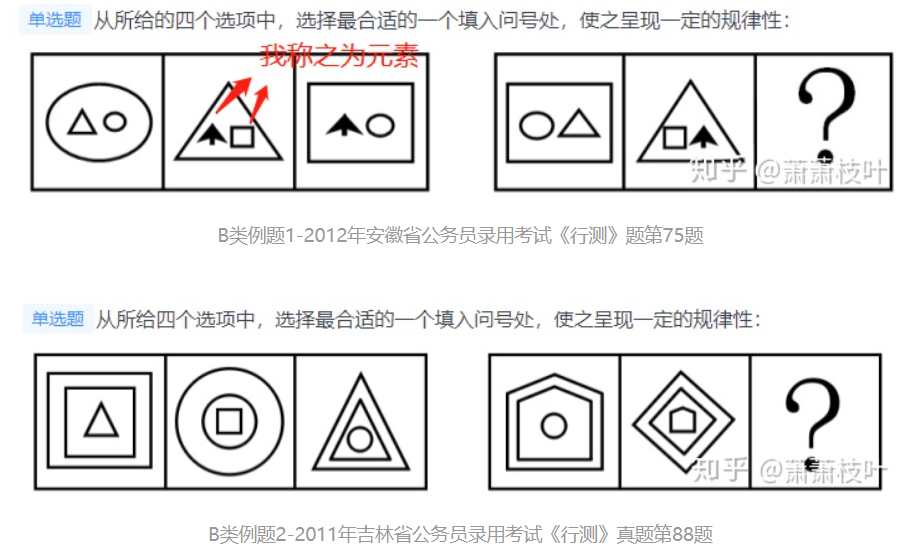 单选题 从所给的四个选项中，选择最合适的一个填入问号处，使之呈现一定的规律性：
我称之为元素
?
知乎 @萧萧枝叶
B类例题1-2012年安徽省公务员录用考试《行测》题第75题
单选题 从所给四个选项中，选择最合适的一个填入问号处，使之呈现一定的规律性：
?
知乎 @萧萧枝叶
B类例题2-2011年吉林省公务员录用考试《行测》真题第88题